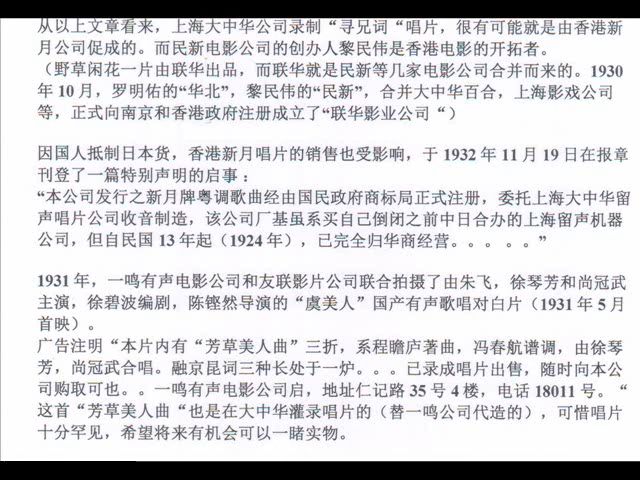 从以上文章看来，上海大中华公司录制“寻兄词“唱片，很有可能就是由香港新
月公司促成的。而民新电影公司的创办人黎民伟是香港电影的开拓者。
（野草闲花一片由联华出品，而联华就是民新等几家电影公司合并而来的。1930
年 10 月，罗明佑的“华北”，黎民伟的“民新”，合并大中华百合，上海影戏公司
等，正式向南京和香港政府注册成立了“联华影业公司“）
因国人抵制日本货，香港新月唱片的销售也受影响，于 1932 年 11 月 19 日在报章
刊登了一篇特别声明的启事：
“本公司发行之新月牌粤调歌曲经由国民政府商标局正式注册，委托上海大中华留
声唱片公司收音制造，该公司厂基虽系买自己倒闭之前中日合办的上海留声机器
公司，但自民国 13 年起（1924 年），已完全归华商经营。。。。。”
1931 年，一鸣有声电影公司和友联影片公司联合拍摄了由朱飞，徐琴芳和尚冠武
主演，徐碧波编剧，陈铿然导演的“虞美人”国产有声歌唱对白片（1931 年 5 月
首映）。
广告注明“本片内有“芳草美人曲”三折，系程瞻庐著曲，冯春航谱调，由徐琴
芳，尚冠武合唱。融京昆词三种长处于一炉。。。已录成唱片出售，随时向本公
司购取可也。。一鸣有声电影公司启，地址仁记路 35 号 4 楼，电话 18011 号。“
这首“芳草美人曲“也是在大中华灌录唱片的（替一鸣公司代造的），可惜唱片
十分罕见，希望将来有机会可以一睹实物。